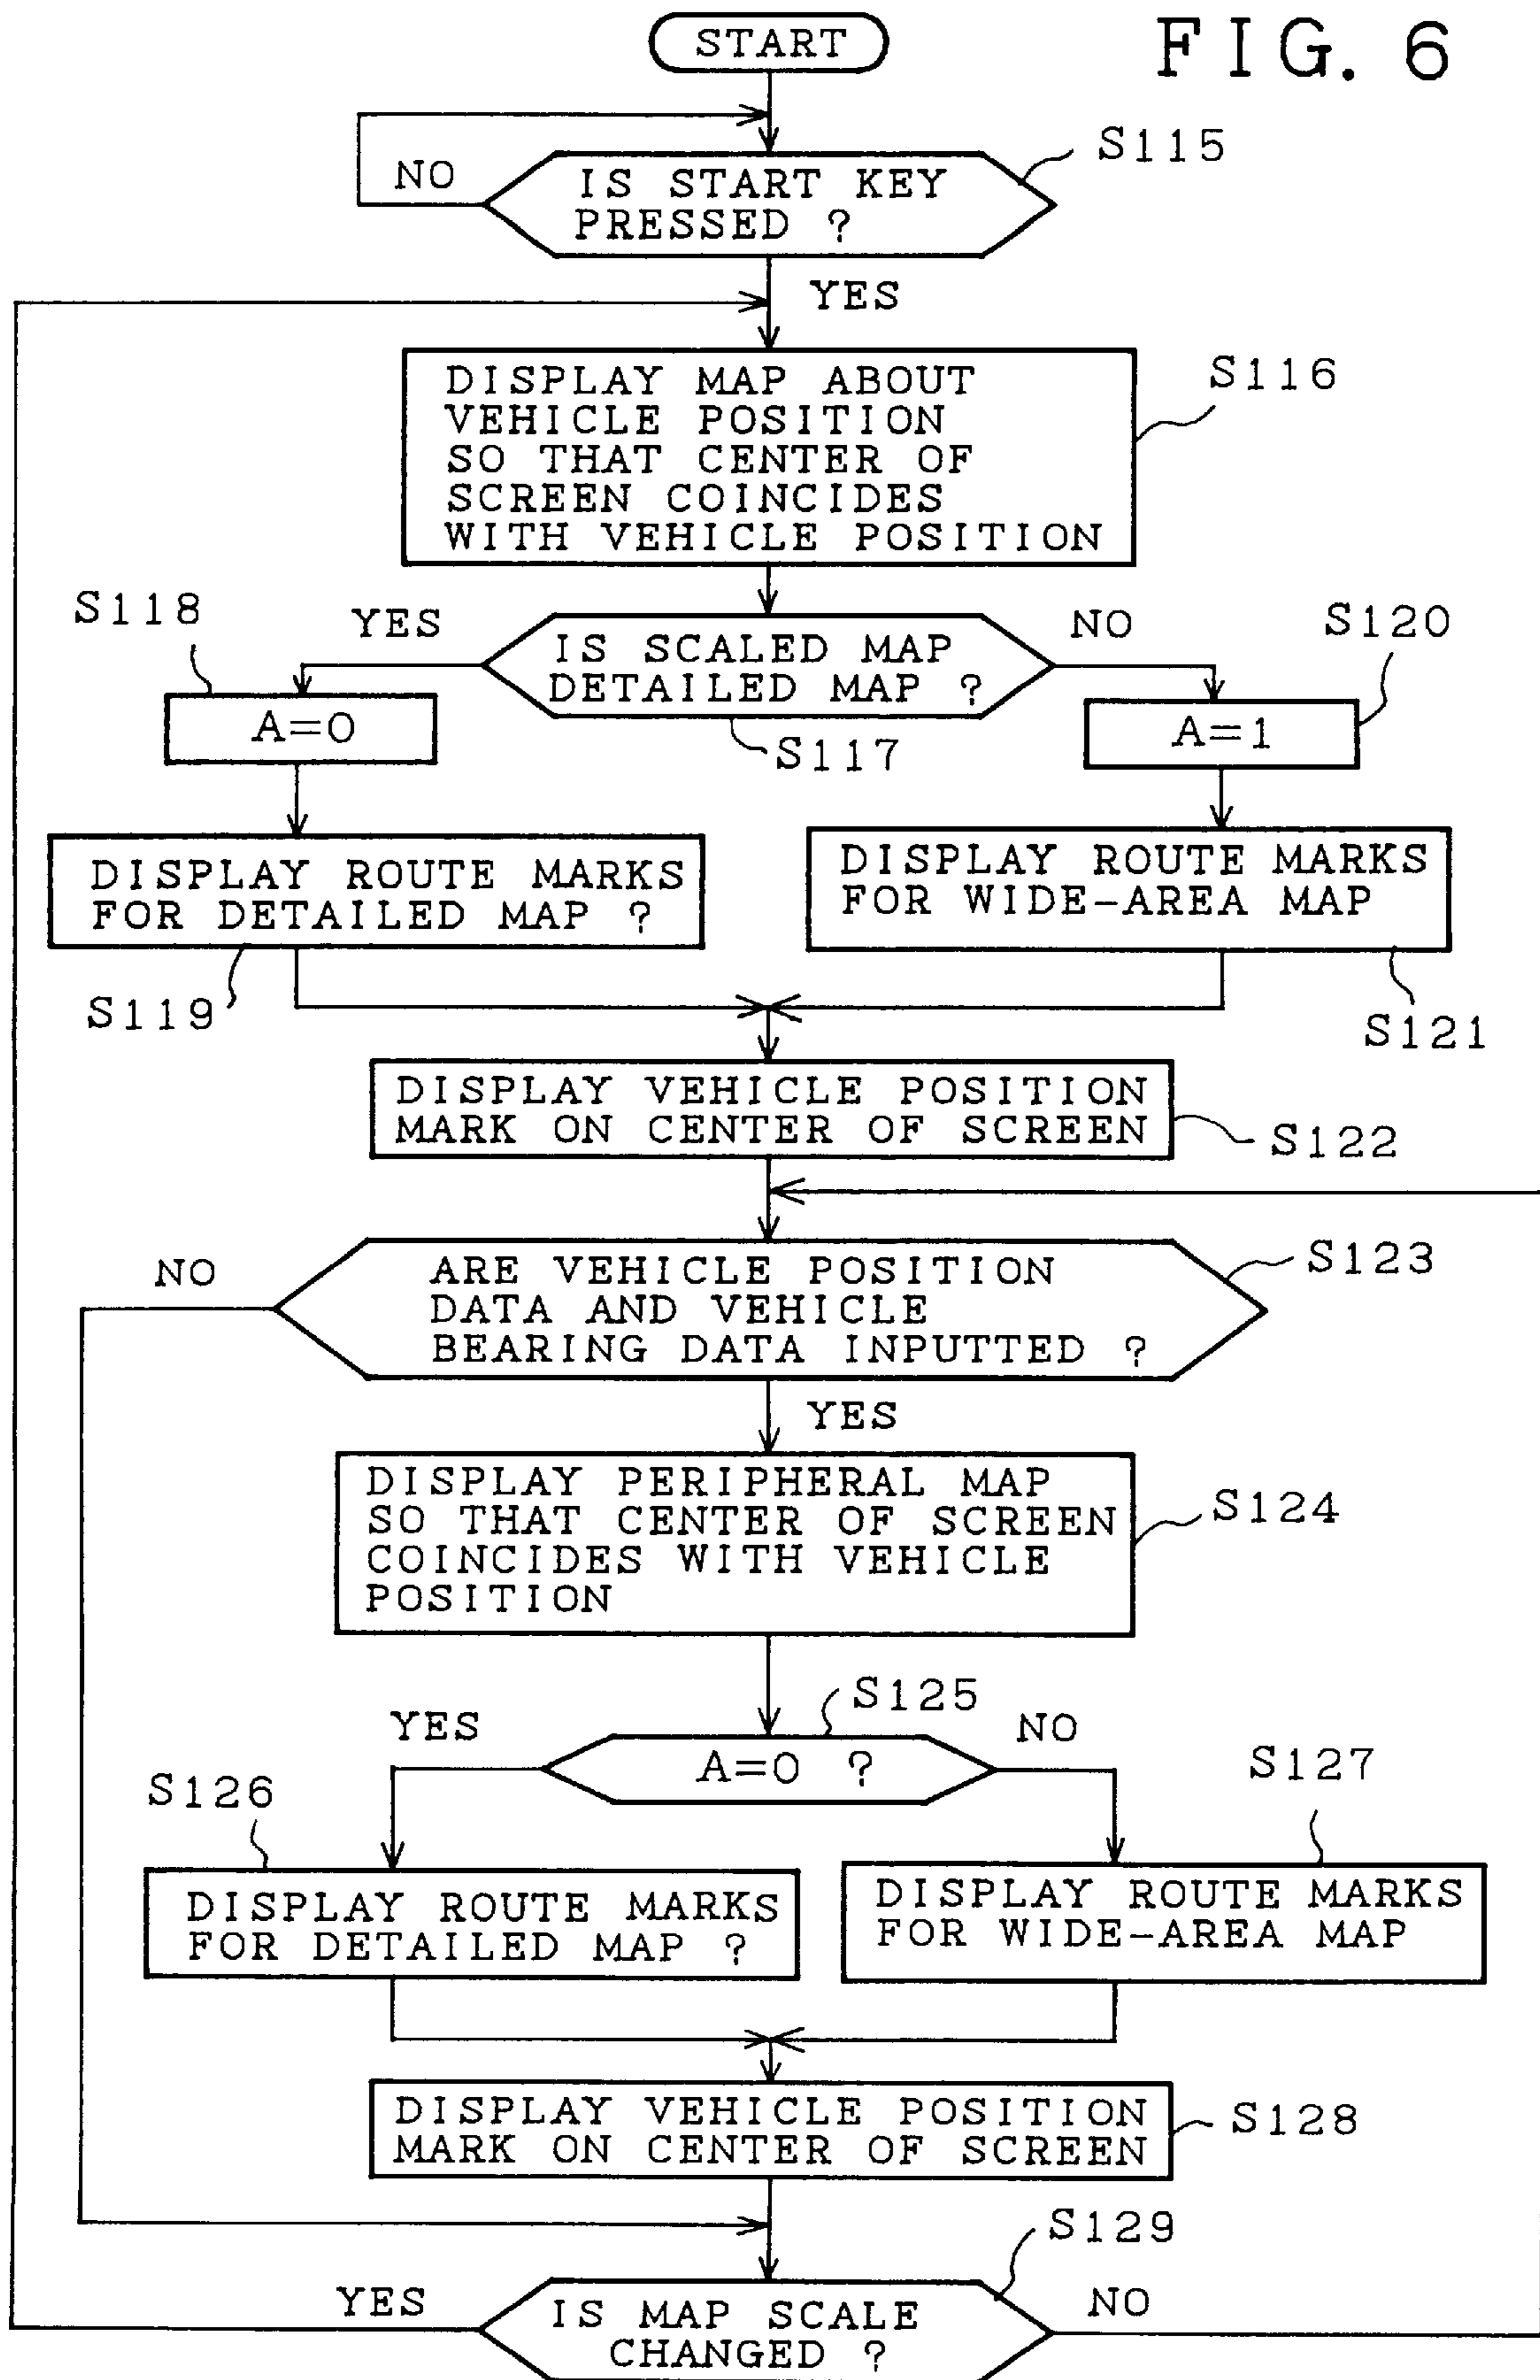 START
FIG. 6
S115
NO
IS START KEY
PRESSED ?
YES
DISPLAY MAP ABOUT
VEHICLE POSITION
SO THAT CENTER OF
SCREEN COINCIDES
WITH VEHICLE POSITION
S116
S118
YES
IS SCALED MAP
DETAILED MAP ?
NO
S120
A=0
S117
A=1
DISPLAY ROUTE MARKS
FOR DETAILED MAP ?
DISPLAY ROUTE MARKS
FOR WIDE-AREA MAP
S119
S121
DISPLAY VEHICLE POSITION
MARK ON CENTER OF SCREEN
S122
NO
ARE VEHICLE POSITION
DATA AND VEHICLE
BEARING DATA INPUTTED ?
S123
YES
DISPLAY PERIPHERAL MAP
SO THAT CENTER OF SCREEN
COINCIDES WITH VEHICLE
POSITION
S124
S125
YES
A=0 ?
NO
S126
S127
DISPLAY ROUTE MARKS
FOR DETAILED MAP ?
DISPLAY ROUTE MARKS
FOR WIDE-AREA MAP
DISPLAY VEHICLE POSITION
MARK ON CENTER OF SCREEN
S128
S129
YES
IS MAP SCALE
CHANGED ?
NO